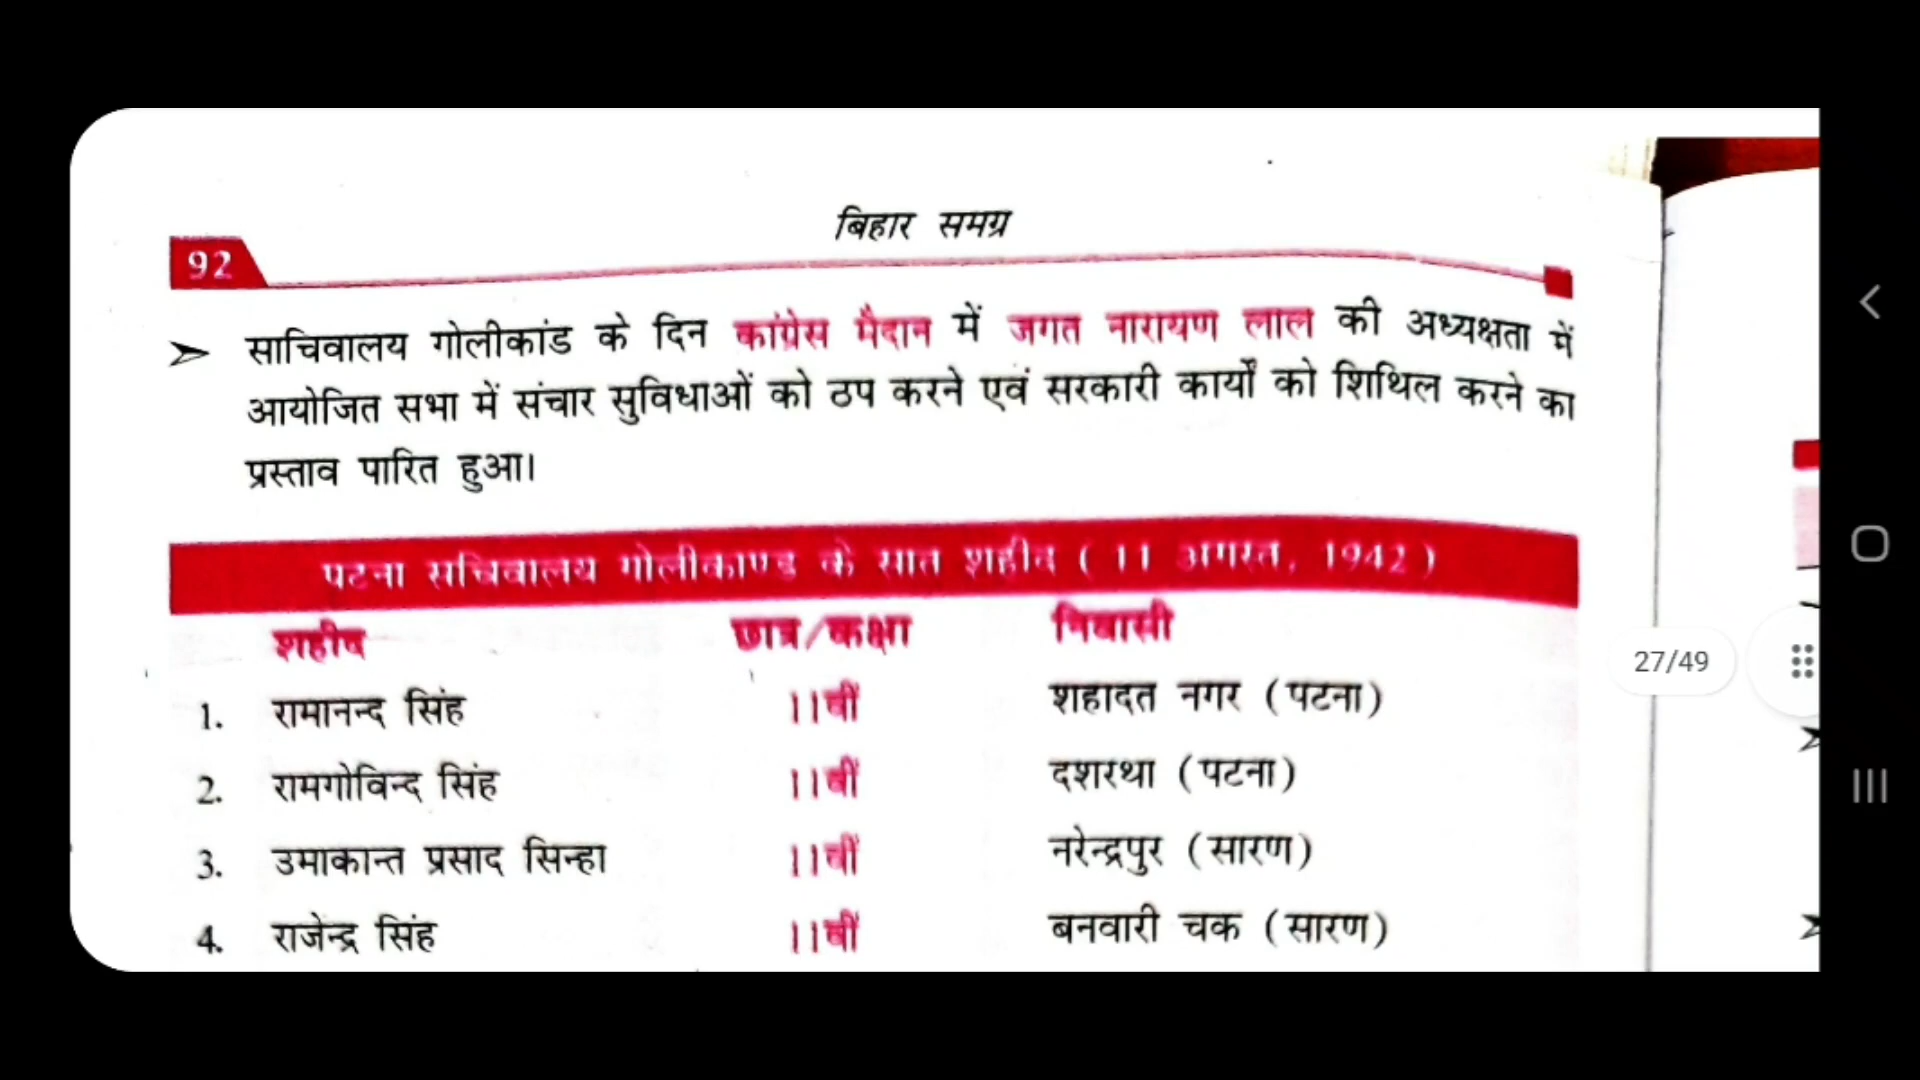 बिहार समग्र
92
➢ साचिवालय गोलीकांड के दिन कांग्रेस मैदान में जगत नारायण लाल की अध्यक्षता में
आयोजित सभा में संचार सुविधाओं को ठप करने एवं सरकारी कार्यों को शिथिल करने का
प्रस्ताव पारित हुआ।
पटना सचिवालय गोलीकाण्ड के सात शहीद ( 11 अगस्त, 1942 )
शहीद छात्र/कक्षा निवासी
1. रामानन्द सिंह 11वीं शहादत नगर (पटना)
2. रामगोविन्द सिंह 11वीं दशरथा (पटना)
3. उमाकान्त प्रसाद सिन्हा 11वीं नरेन्द्रपुर (सारण)
4. राजेन्द्र सिंह 11वीं बनवारी चक (सारण)
27/49